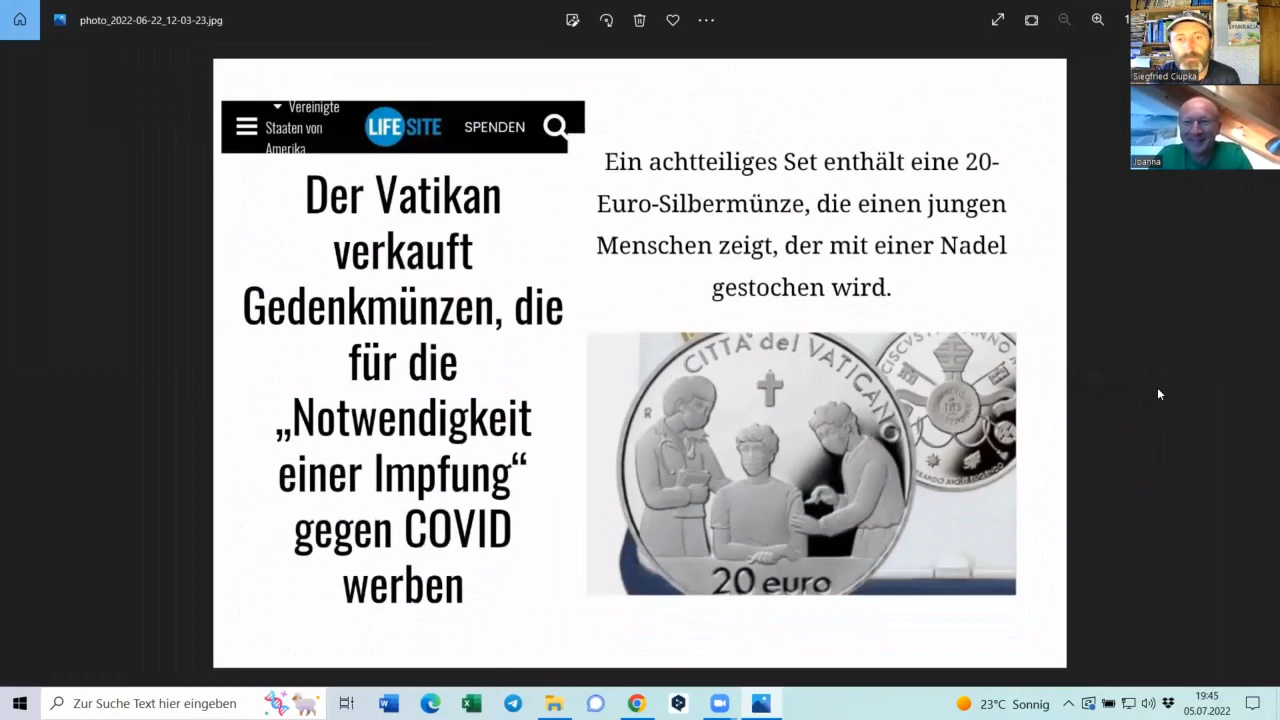 photo_2022-06-22_12-03-23.jpg
Siegfried Ciupka
Joanna
Vereinigte
Staaten von
Amerika
LIFESITE
SPENDEN
Der Vatikan
verkauft
Gedenkmünzen, die
für die
„Notwendigkeit
einer Impfung“
gegen COVID
werben
Ein achtteiliges Set enthält eine 20-
Euro-Silbermünze, die einen jungen
Menschen zeigt, der mit einer Nadel
gestochen wird.
CITTÀ del VATICANO
R
20 euro
Zur Suche Text hier eingeben
23°C Sonnig
19:45
05.07.2022